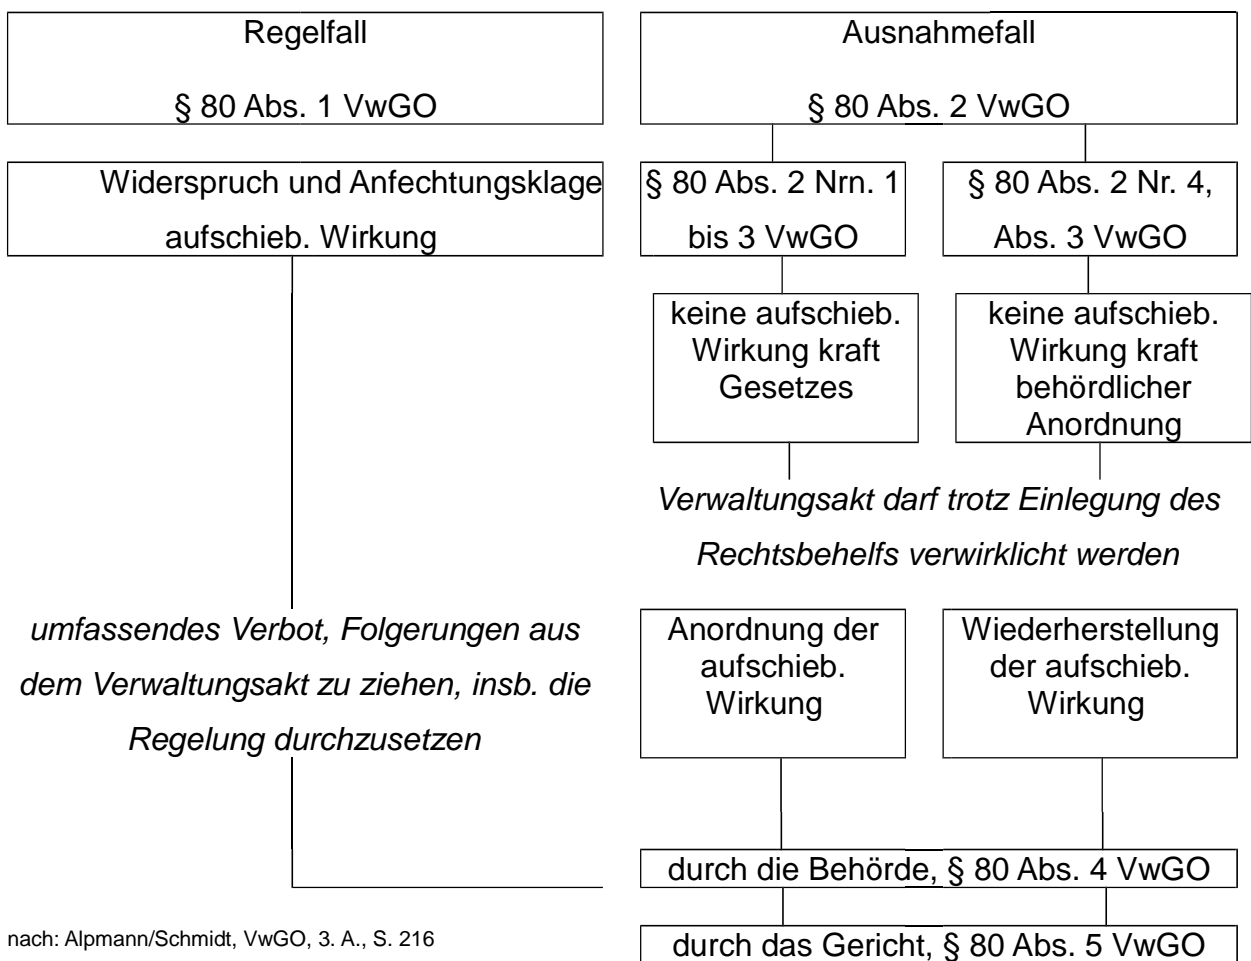 Regelfall
§ 80 Abs. 1 VwGO
Ausnahmefall
§ 80 Abs. 2 VwGO
Widerspruch und Anfechtungsklage
aufschieb. Wirkung
§ 80 Abs. 2 Nrn. 1
bis 3 VwGO
§ 80 Abs. 2 Nr. 4,
Abs. 3 VwGO
keine aufschieb.
Wirkung kraft
Gesetzes
keine aufschieb.
Wirkung kraft
behördlicher
Anordnung
Verwaltungsakt darf trotz Einlegung des
Rechtsbehelfs verwirklicht werden
umfassendes Verbot, Folgerungen aus
dem Verwaltungsakt zu ziehen, insb. die
Regelung durchzusetzen
Anordnung der
aufschieb.
Wirkung
Wiederherstellung
der aufschieb.
Wirkung
durch die Behörde, § 80 Abs. 4 VwGO
durch das Gericht, § 80 Abs. 5 VwGO
nach: Alpmann/Schmidt, VwGO, 3. A., S. 216